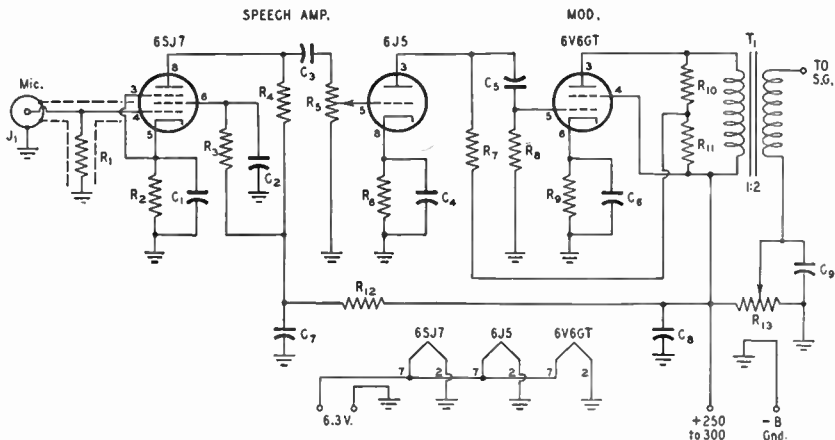 SPEECH AMP.
MOD.
6SJ7
6J5
6V6GT
T1
TO
S.G.
Mic.
J1
8
3
4
6
5
C3
R4
R5
3
5
8
C5
3
4
5
6
R10
R11
1:2
R1
R2
C1
R3
C2
R6
C4
R7
R8
R9
C6
C9
R12
R13
C7
C8
6SJ7
6J5
6V6GT
7
2
7
2
7
2
6.3 V.
+250
to 300
-B
Gnd.